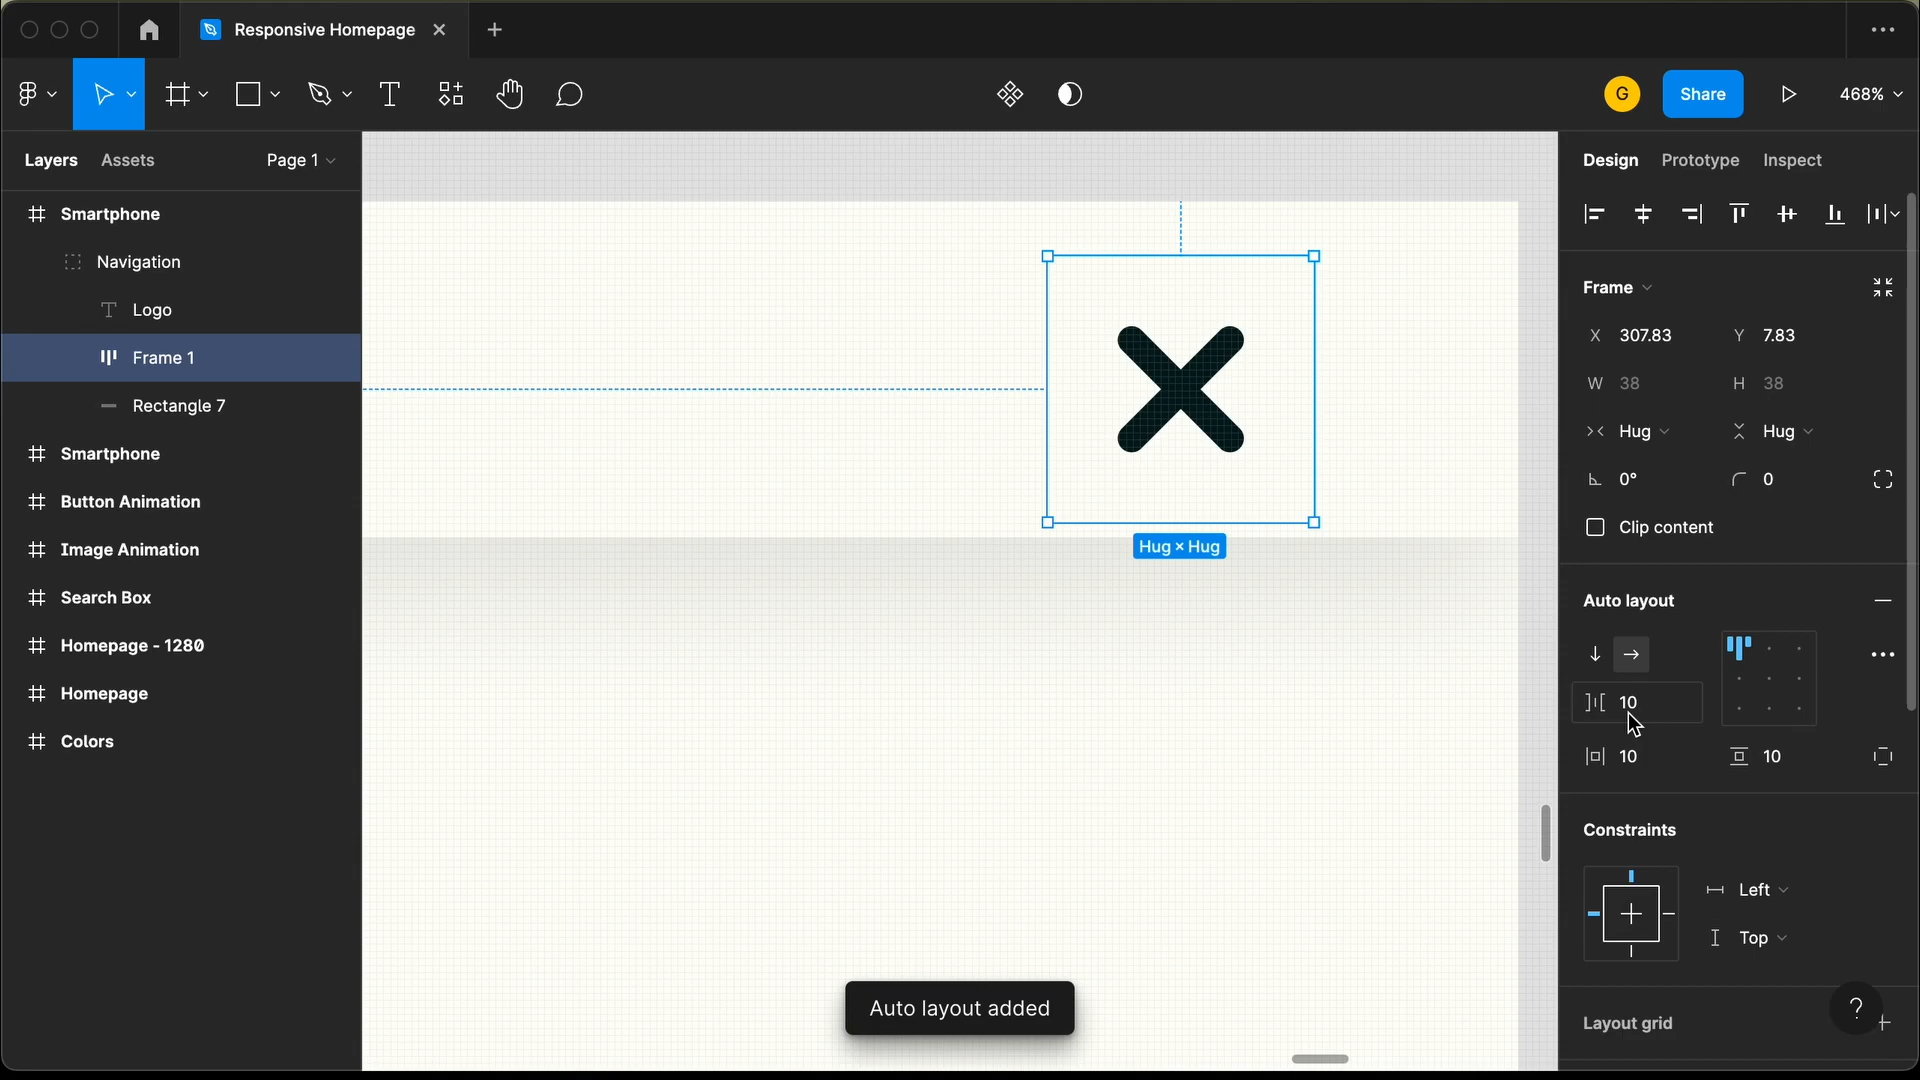 Responsive Homepage
G
Share
468%
Layers
Assets
Page 1
Smartphone
Navigation
Logo
Frame 1
Rectangle 7
Smartphone
Button Animation
Image Animation
Search Box
Homepage - 1280
Homepage
Colors
Hug × Hug
Auto layout added
Design
Prototype
Inspect
Frame
X 307.83
Y 7.83
W 38
H 38
Hug
Hug
0°
0
Clip content
Auto layout
10
10
10
Constraints
Left
Top
Layout grid
?